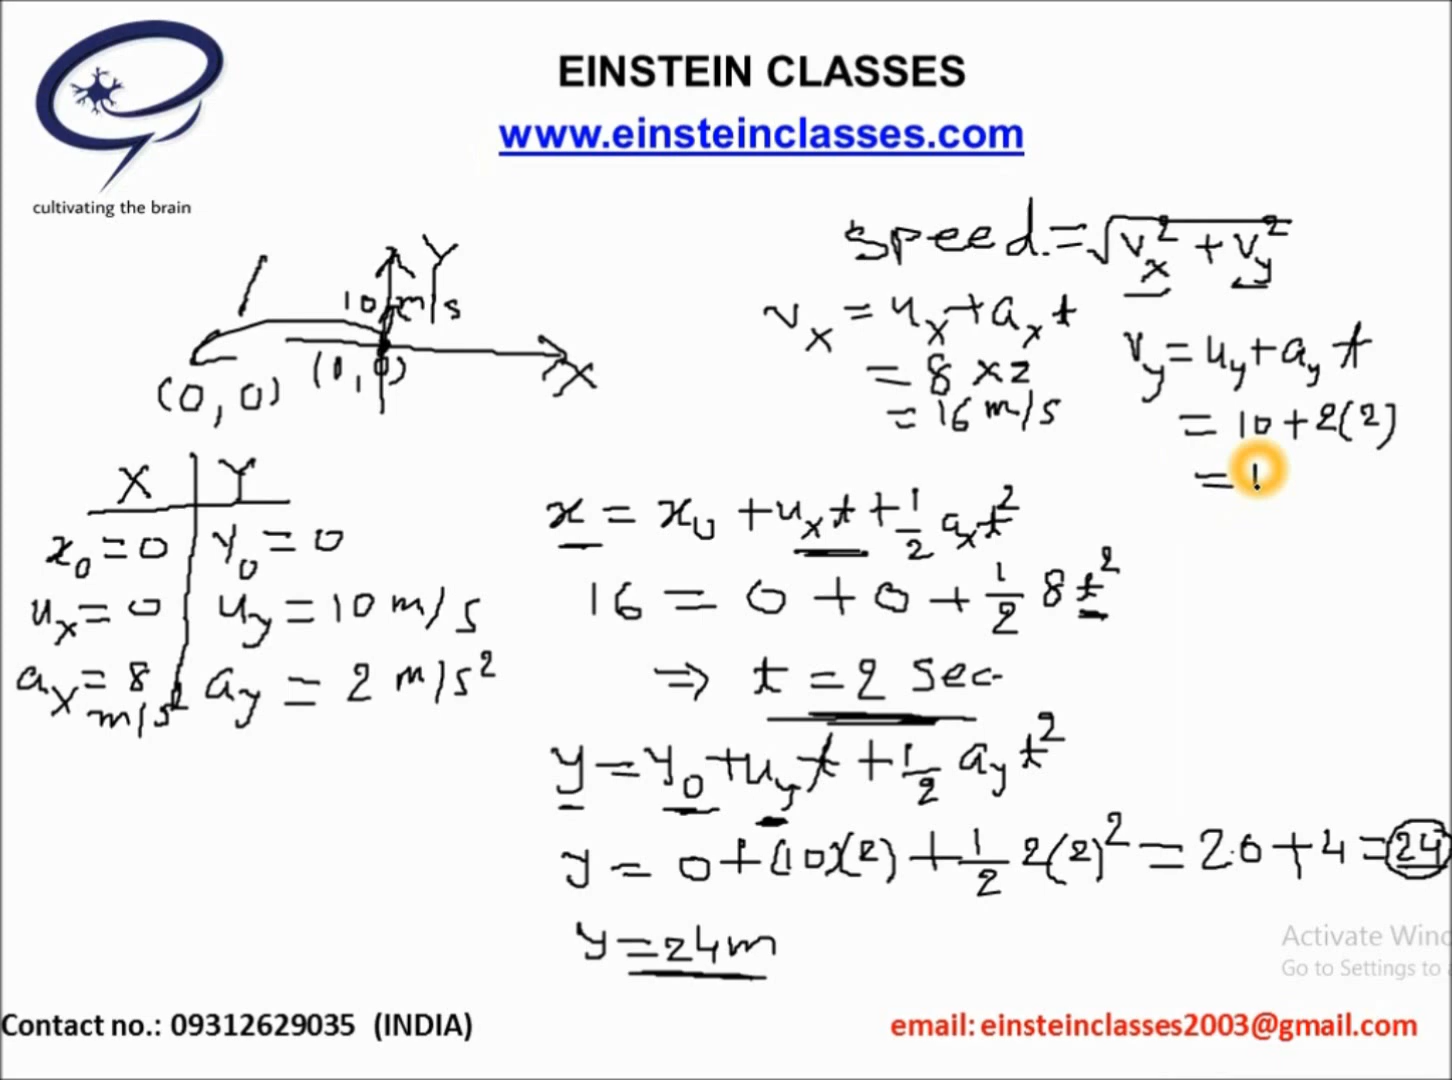 EINSTEIN CLASSES
www.einsteinclasses.com
cultivating the brain
Y
10 m/s
(0,0)
X
(0,0)
speed = √vx² + vy²
vx = ux + ax t
= 8 x 2
= 16 m/s
vy = uy + ay t
= 10 + 2(2)
= 1
X | Y
x0 = 0 | y0 = 0
ux = 0 | uy = 10 m/s
ax = 8 m/s² | ay = 2 m/s²
x = x0 + ux t + 1/2 ax t²
16 = 0 + 0 + 1/2 8 t²
⇒ t = 2 sec
y = y0 + uy t + 1/2 ay t²
y = 0 + (10)(2) + 1/2 2(2)² = 20 + 4 = 24
y = 24 m
Activate Wind
Go to Settings to
Contact no.: 09312629035 (INDIA)
email: einsteinclasses2003@gmail.com